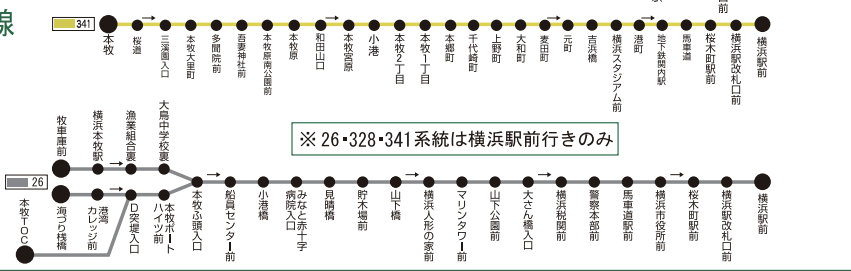 線
前
341
本牧
桜道
三溪園入口
本牧大里町
多聞院前
吾妻神社前
本牧原南公園前
本牧原
和田山口
本牧宮原
小港
本牧2丁目
本牧1丁目
本郷町
千代崎町
上野町
大和町
麦田町
元町
吉浜橋
横浜スタジアム前
港町
地下鉄関内駅
馬車道
桜木町駅前
横浜駅改札口前
横浜駅前
※ 26・328・341系統は横浜駅前行きのみ
26
牧車庫前
横浜本牧駅
漁業組合裏
大鳥中学校裏
海づり桟橋
港湾カレッジ前
D突堤入口
本牧ポートハイツ前
本牧TOC
本牧ふ頭入口
船員センター前
小港橋
みなと赤十字病院入口
見晴橋
貯木場前
山下橋
横浜人形の家前
マリンタワー前
山下公園前
大さん橋入口
横浜税関前
警察本部前
馬車道駅前
横浜市役所前
桜木町駅前
横浜駅改札口前
横浜駅前